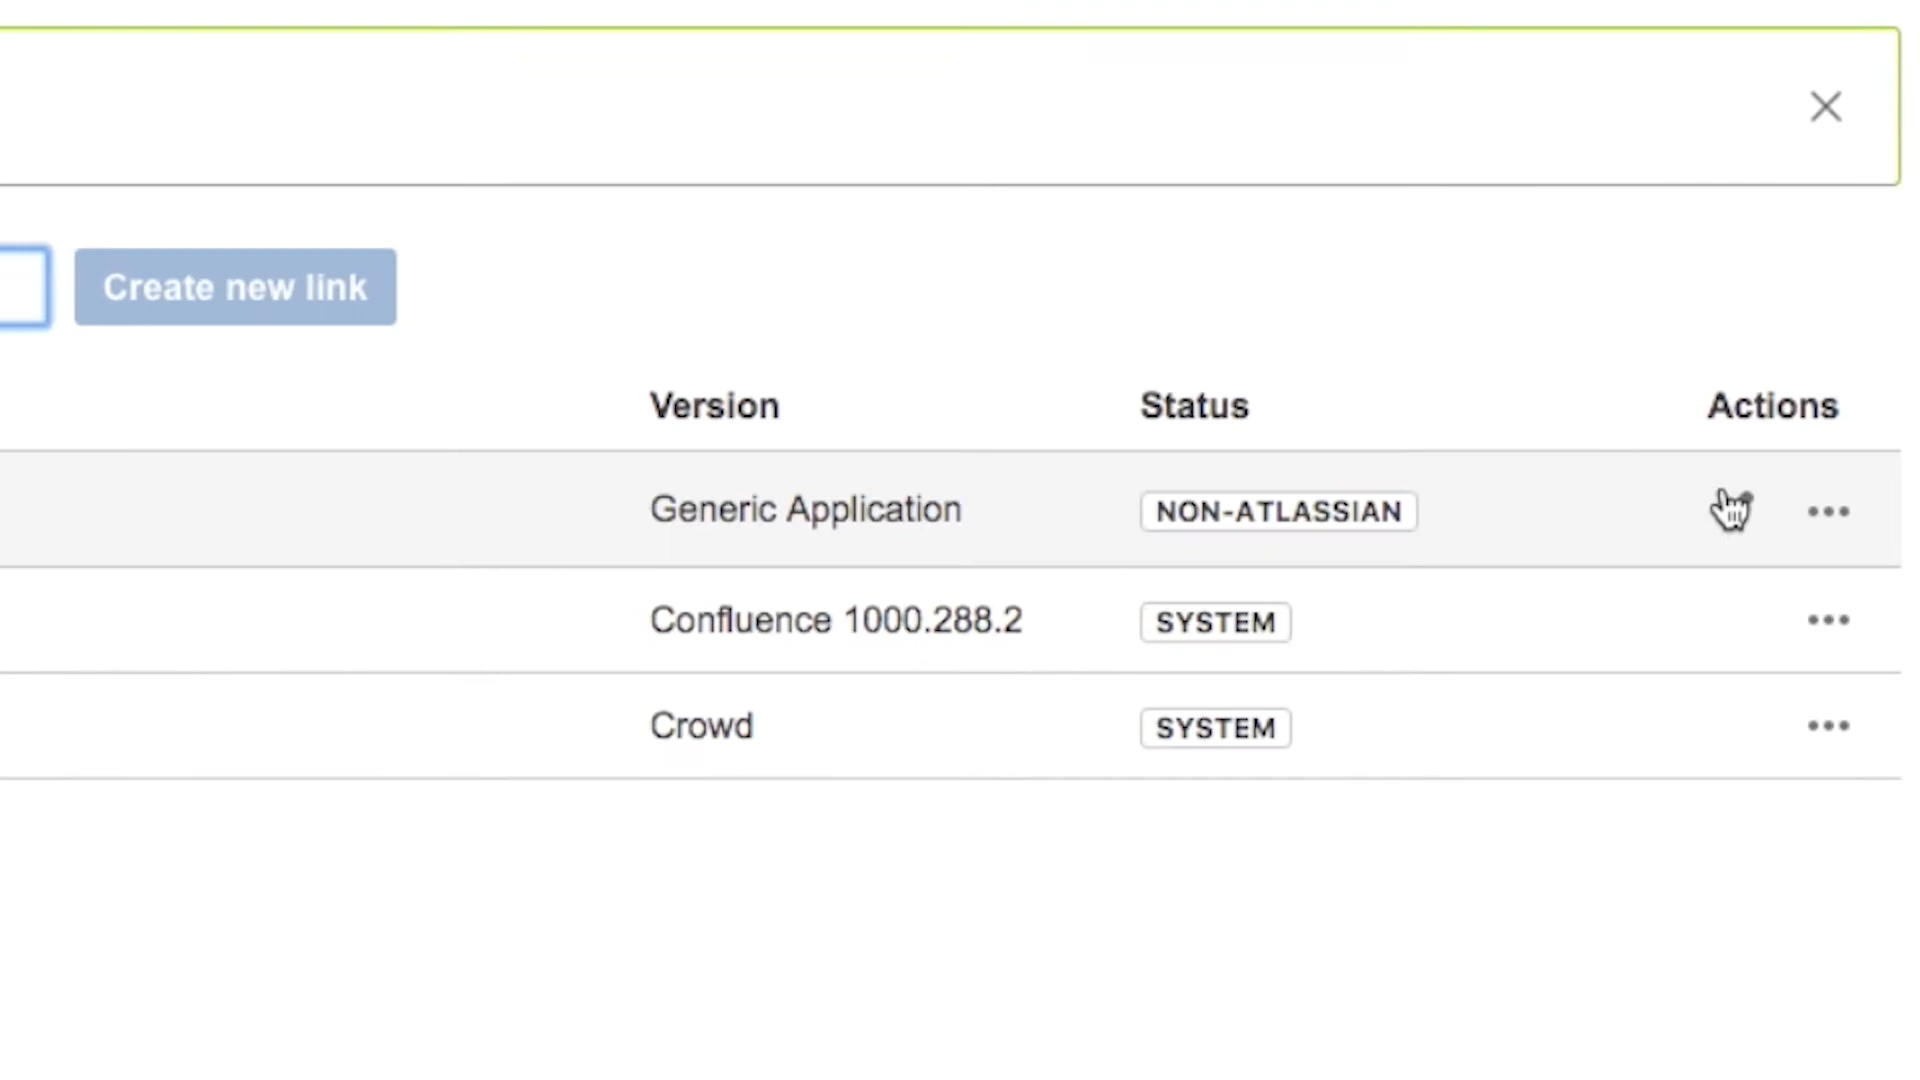 Create new link
Version Status Actions
Generic Application NON-ATLASSIAN
Confluence 1000.288.2 SYSTEM
Crowd SYSTEM